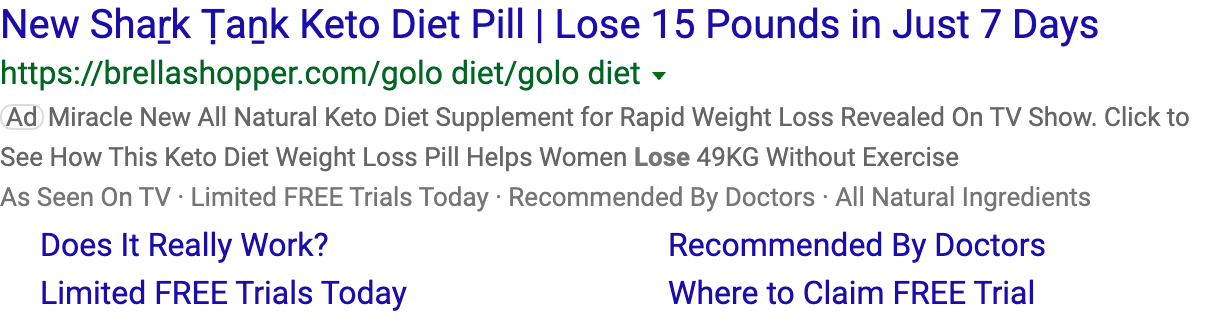 New Shaṟk Ṭaṉk Keto Diet Pill | Lose 15 Pounds in Just 7 Days
https://brellashopper.com/golo diet/golo diet
Ad Miracle New All Natural Keto Diet Supplement for Rapid Weight Loss Revealed On TV Show. Click to
See How This Keto Diet Weight Loss Pill Helps Women Lose 49KG Without Exercise
As Seen On TV · Limited FREE Trials Today · Recommended By Doctors · All Natural Ingredients
Does It Really Work? Recommended By Doctors
Limited FREE Trials Today Where to Claim FREE Trial